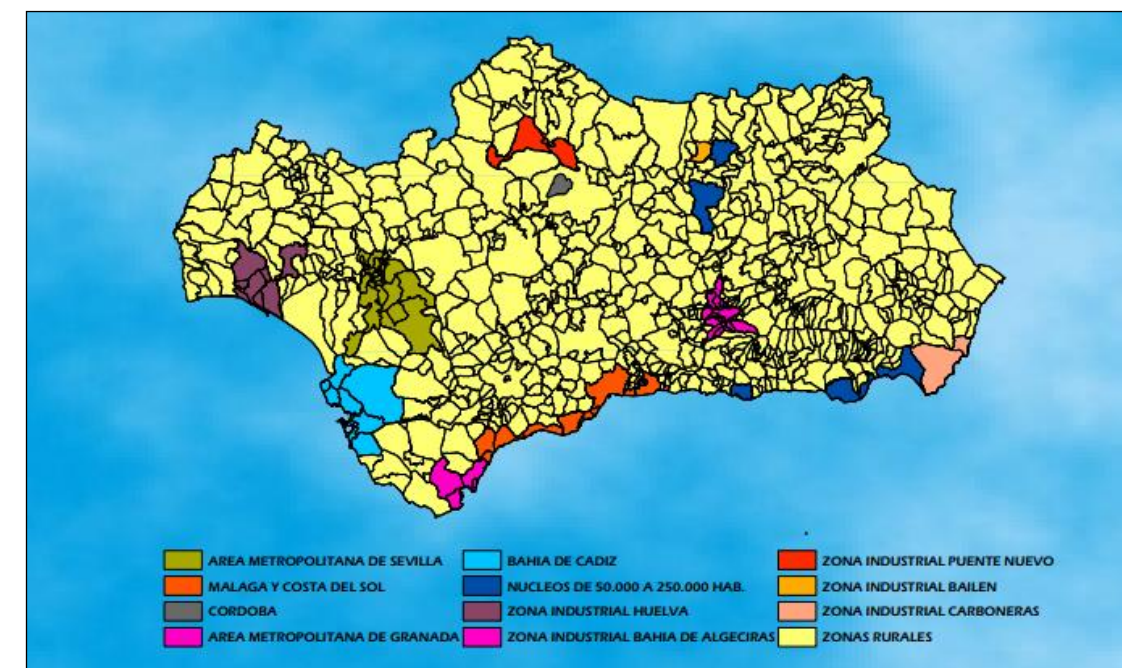 AREA METROPOLITANA DE SEVILLA
MALAGA Y COSTA DEL SOL
CORDOBA
AREA METROPOLITANA DE GRANADA
BAHIA DE CADIZ
NUCLEOS DE 50.000 A 250.000 HAB.
ZONA INDUSTRIAL HUELVA
ZONA INDUSTRIAL BAHIA DE ALGECIRAS
ZONA INDUSTRIAL PUENTE NUEVO
ZONA INDUSTRIAL BAILEN
ZONA INDUSTRIAL CARBONERAS
ZONAS RURALES